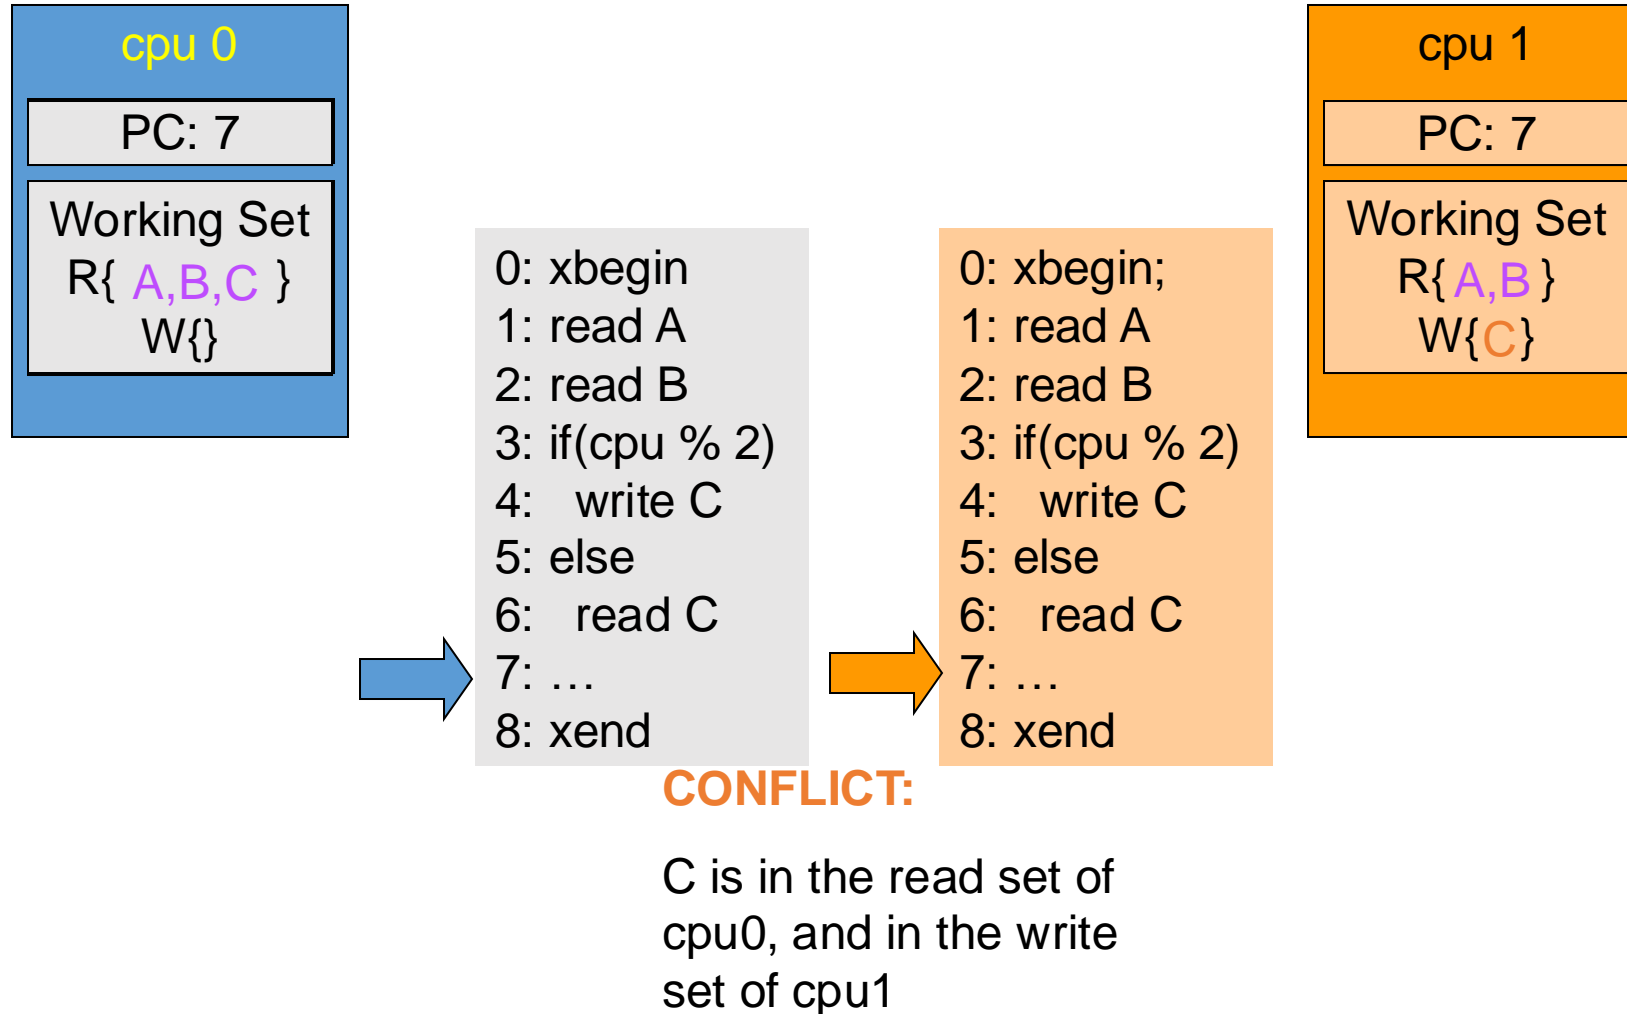 cpu 0
PC: 7
Working Set
R{ A,B,C }
W{}
0: xbegin
1: read A
2: read B
3: if(cpu % 2)
4: write C
5: else
6: read C
7: …
8: xend
0: xbegin;
1: read A
2: read B
3: if(cpu % 2)
4: write C
5: else
6: read C
7: …
8: xend
cpu 1
PC: 7
Working Set
R{ A,B }
W{C}
CONFLICT:
C is in the read set of
cpu0, and in the write
set of cpu1